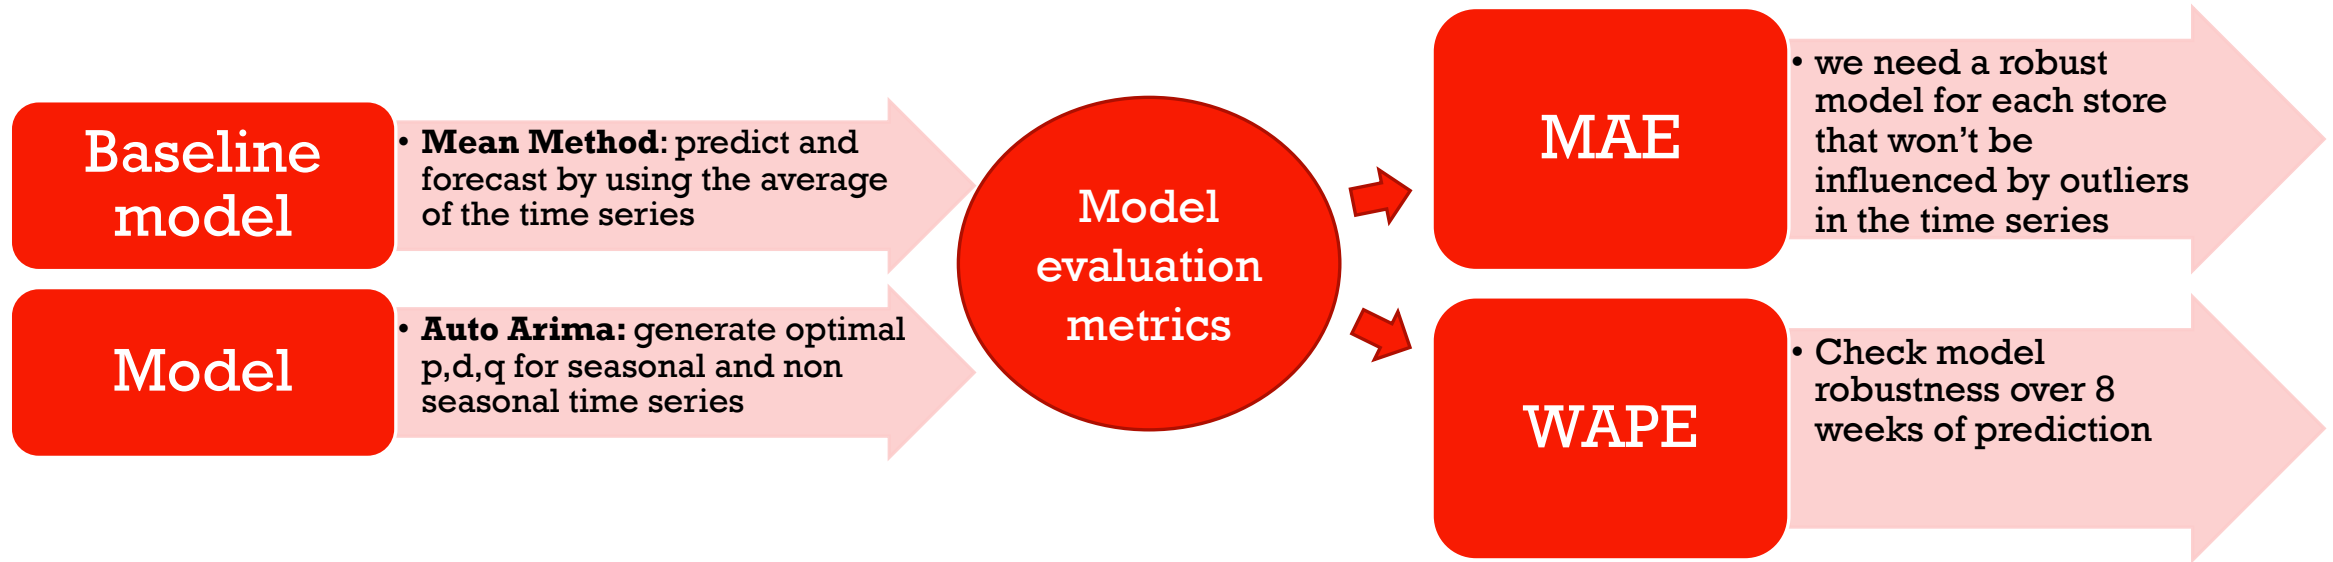 Baseline
model
• Mean Method: predict and
forecast by using the average
of the time series
Model
• Auto Arima: generate optimal
p,d,q for seasonal and non
seasonal time series
Model
evaluation
metrics
MAE
• we need a robust
model for each store
that won’t be
influenced by outliers
in the time series
WAPE
• Check model
robustness over 8
weeks of prediction